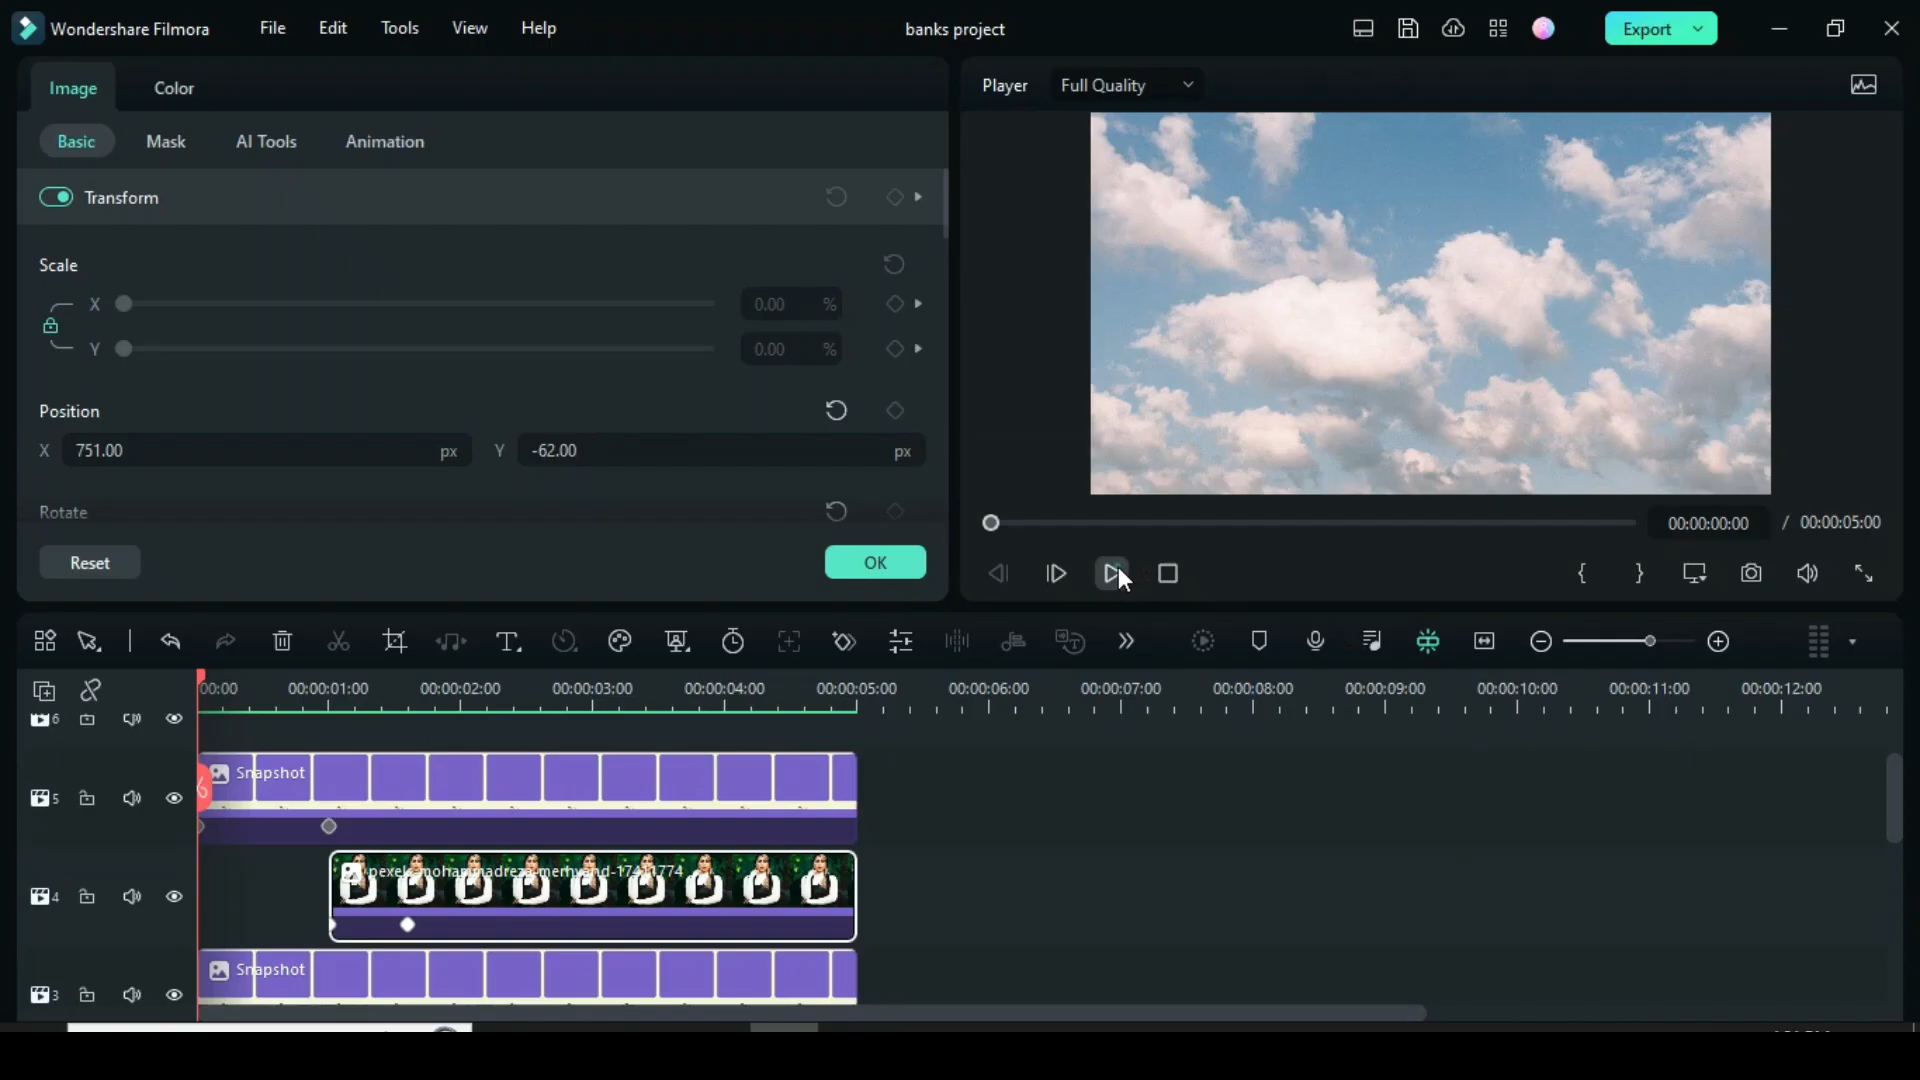 Wondershare Filmora File Edit Tools View Help banks project Export
Image Color
Player Full Quality
Basic Mask AI Tools Animation
Transform
Scale
X 0.00 %
Y 0.00 %
Position
X 751.00 px Y -62.00 px
Rotate
00:00:00:00 / 00:00:05:00
Reset OK
00:00 00:00:01:00 00:00:02:00 00:00:03:00 00:00:04:00 00:00:05:00 00:00:06:00 00:00:07:00 00:00:08:00 00:00:09:00 00:00:10:00 00:00:11:00 00:00:12:00
6
Snapshot
5
4
Snapshot
3